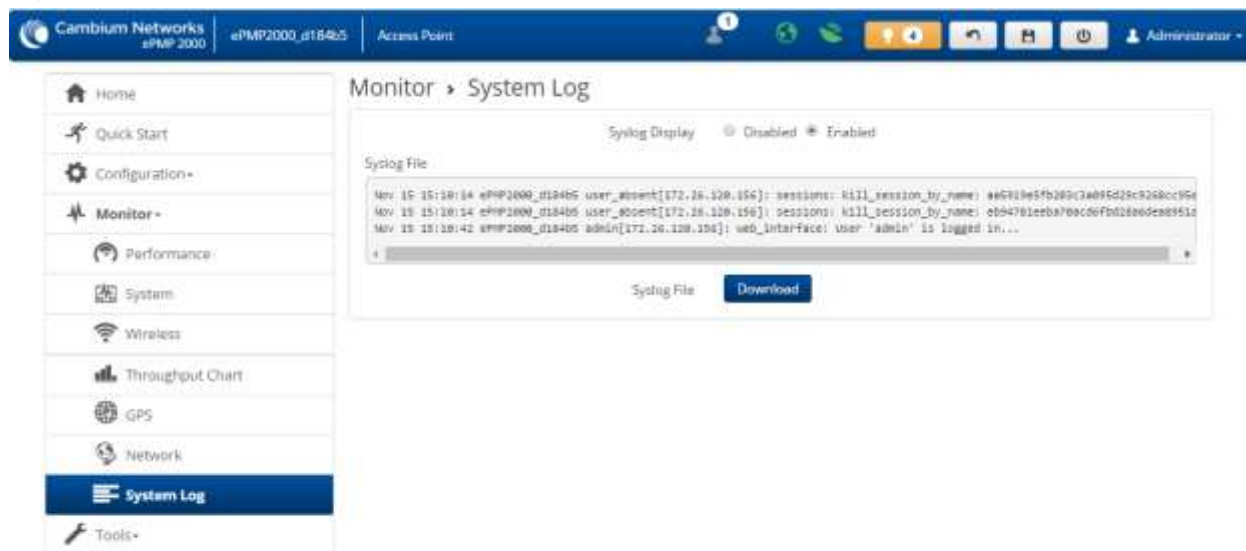 Cambium Networks
ePMP 2000
ePMP2000_d184b5
Access Point
1
4
Administrator
Home
Quick Start
Configuration
Monitor
Performance
System
Wireless
Throughput Chart
GPS
Network
System Log
Tools
Monitor › System Log
Syslog Display Disabled Enabled
Syslog File
Nov 15 15:10:14 ePMP2000_d184b5 user_absent[172.26.120.156]: sessions: kill_session_by_name:
Nov 15 15:10:14 ePMP2000_d184b5 user_absent[172.26.120.156]: sessions: kill_session_by_name:
Nov 15 15:10:42 ePMP2000_d184b5 admin[172.26.120.156]: web_interface: User 'admin' is logged in...
Syslog File Download